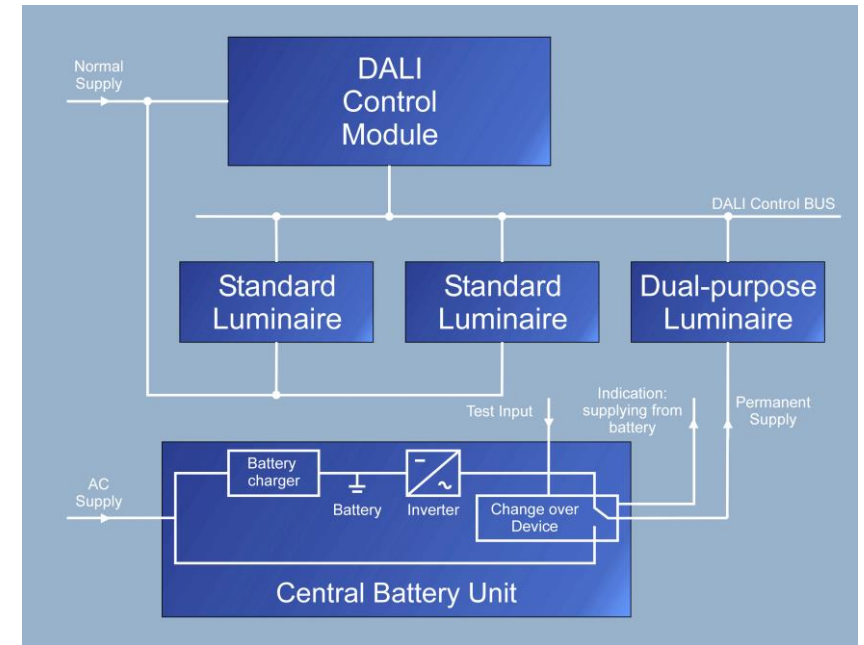 Normal
Supply
DALI
Control
Module
DALI Control BUS
Standard
Luminaire
Standard
Luminaire
Dual-purpose
Luminaire
Test Input
Indication:
supplying from
battery
Permanent
Supply
AC
Supply
Battery
charger
Battery
Inverter
Change over
Device
Central Battery Unit